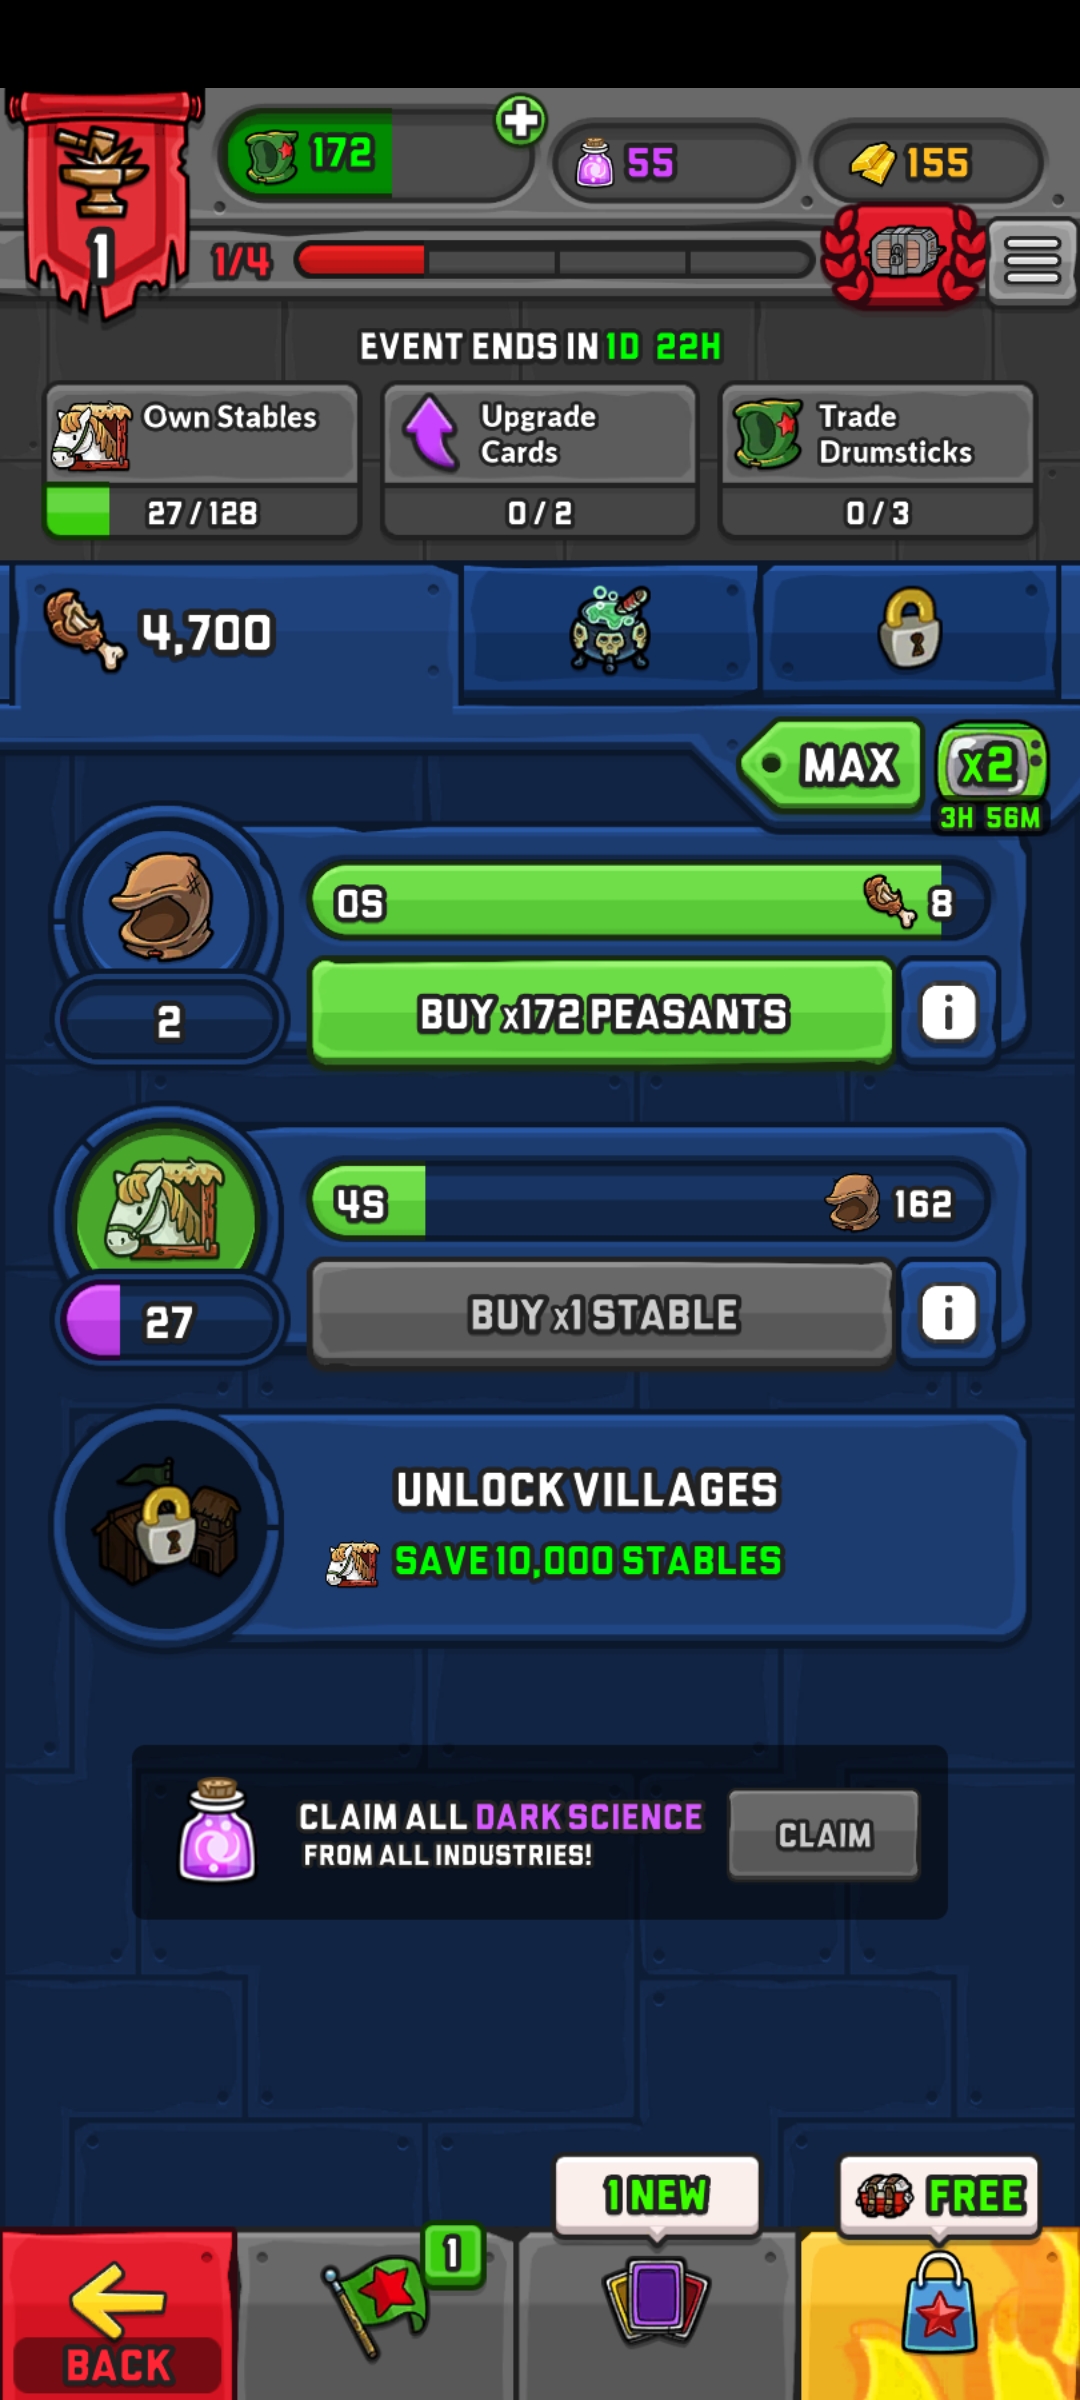 172
55
155
1
1/4
EVENT ENDS IN 1D 22H
Own Stables
27/128
Upgrade
Cards
0/2
Trade
Drumsticks
0/3
4,700
MAX
x2
3H 56M
0S
8
2
BUY x172 PEASANTS
i
4S
162
27
BUY x1 STABLE
i
UNLOCK VILLAGES
SAVE 10,000 STABLES
CLAIM ALL DARK SCIENCE
FROM ALL INDUSTRIES!
CLAIM
1 NEW
FREE
1
BACK